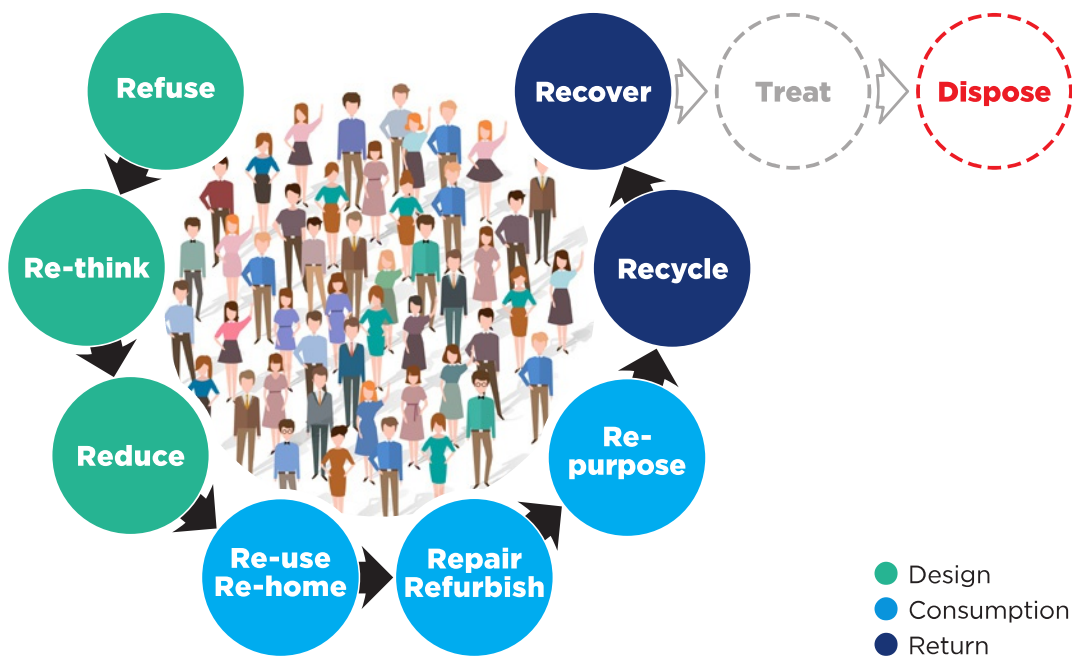 Refuse
Re-think
Reduce
Re-use
Re-home
Repair
Refurbish
Re-
purpose
Recycle
Recover
Treat
Dispose
Design
Consumption
Return